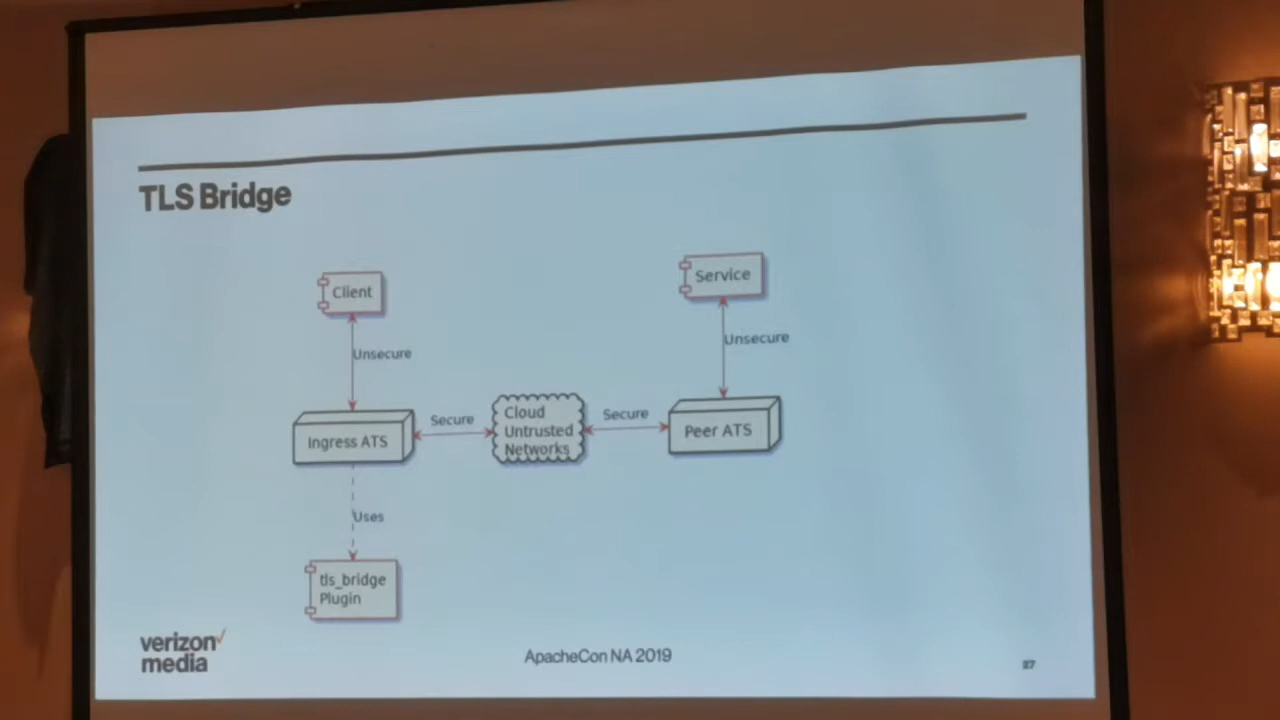 TLS Bridge
Client
Service
Unsecure
Unsecure
Ingress ATS
Secure
Cloud
Untrusted
Networks
Secure
Peer ATS
Uses
tls_bridge
Plugin
verizon
media
ApacheCon NA 2019
27